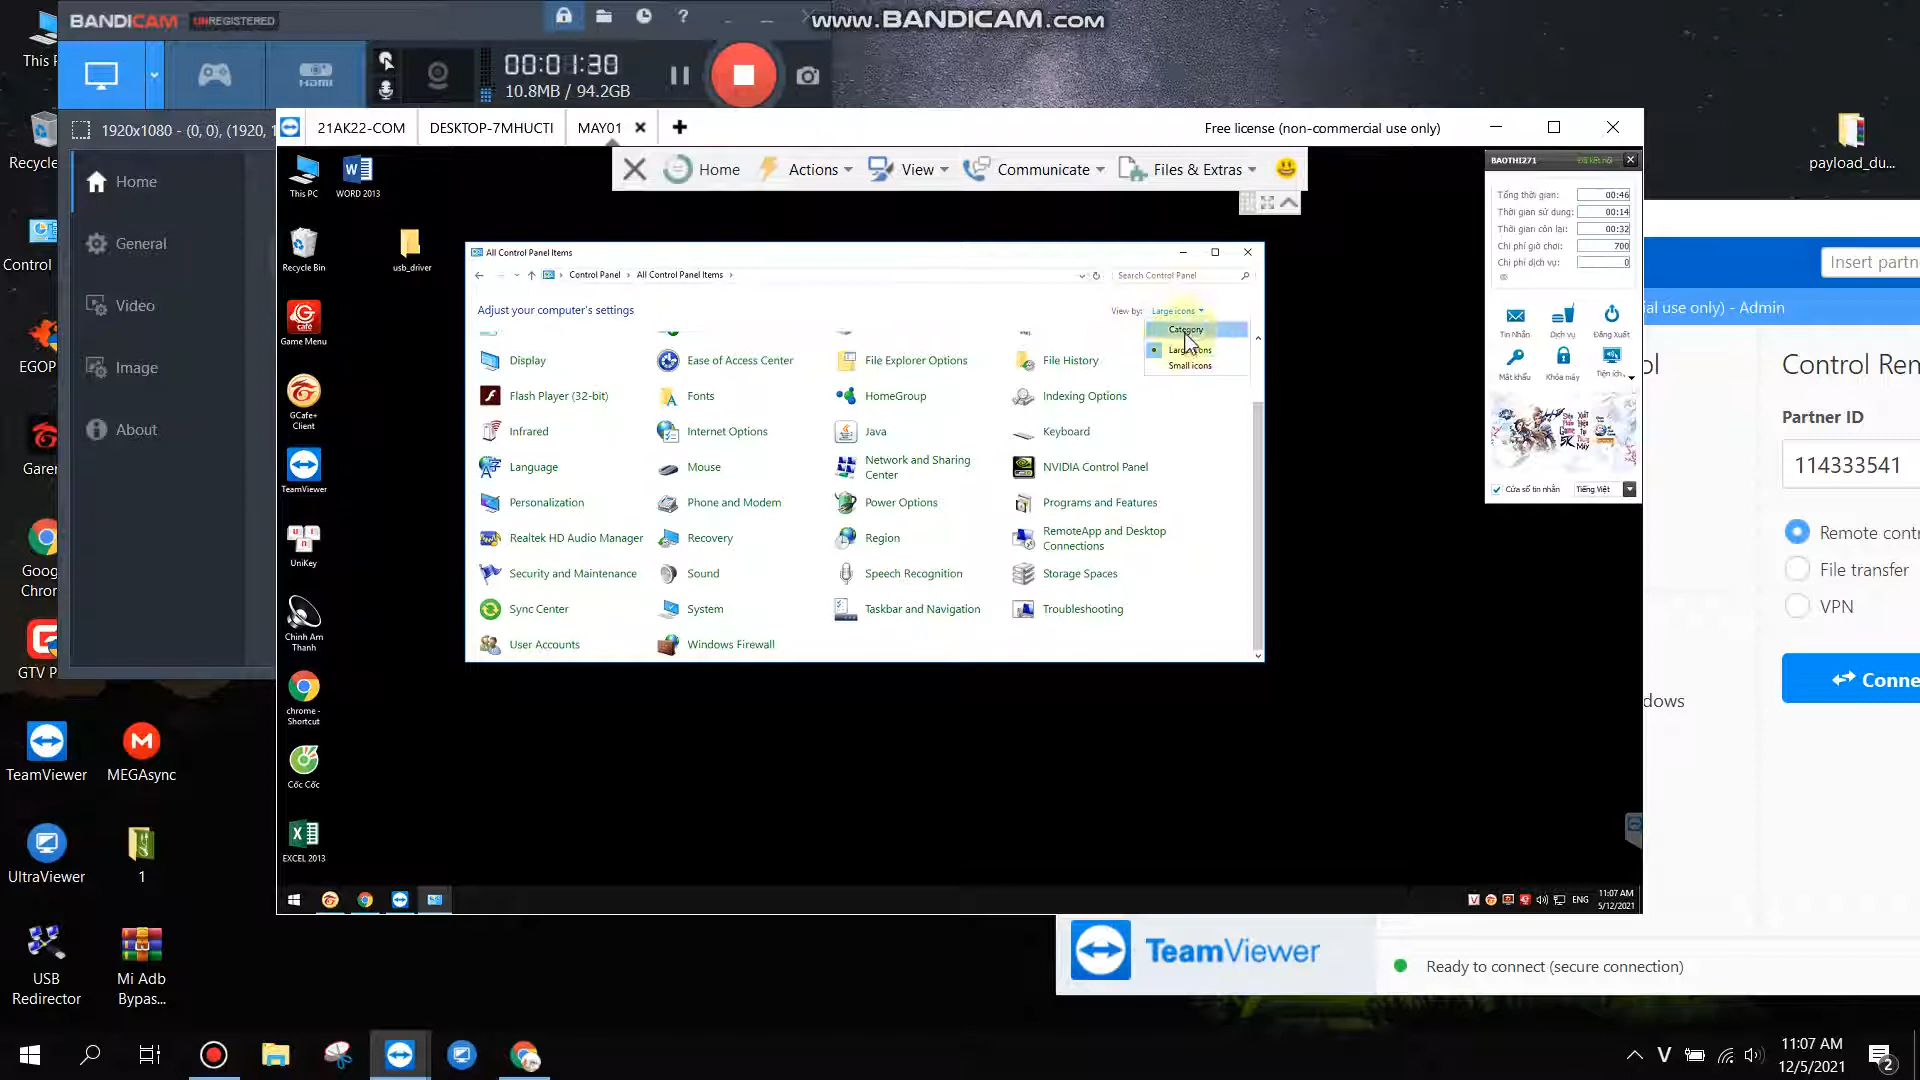 BANDICAM UNREGISTERED
www.BANDICAM.com
00:01:30
10.8MB / 94.2GB
HDMI
1920x1080 - (0, 0), (1920, 1
Home
General
Video
Image
About
This P
Recycle
Control
EGOP
Garen
Goog
Chron
GTV P
TeamViewer
MEGAsync
UltraViewer
1
USB
Redirector
Mi Adb
Bypas...
payload_du...
21AK22-COM
DESKTOP-7MHUCTI
MAY01
Free license (non-commercial use only)
Home
Actions
View
Communicate
Files & Extras
This PC
WORD 2013
Recycle Bin
usb_driver
Game Menu
GCafe+
Client
TeamViewer
UniKey
Chinh Am
Thanh
chrome -
Shortcut
Cốc Cốc
EXCEL 2013
All Control Panel Items
Control Panel
All Control Panel Items
Search Control Panel
Adjust your computer's settings
View by:
Large icons
Category
Large icons
Small icons
Display
Ease of Access Center
File Explorer Options
File History
Flash Player (32-bit)
Fonts
HomeGroup
Indexing Options
Infrared
Internet Options
Java
Keyboard
Language
Mouse
Network and Sharing
Center
NVIDIA Control Panel
Personalization
Phone and Modem
Power Options
Programs and Features
Realtek HD Audio Manager
Recovery
Region
RemoteApp and Desktop
Connections
Security and Maintenance
Sound
Speech Recognition
Storage Spaces
Sync Center
System
Taskbar and Navigation
Troubleshooting
User Accounts
Windows Firewall
BAOTHI271
Đã kết nối
Tổng thời gian:
00:46
Thời gian sử dụng:
00:14
Thời gian còn lại:
00:32
Chi phí giờ chơi:
700
Chi phí dịch vụ:
0
Tin Nhắn
Dịch vụ
Đăng Xuất
Mật khẩu
Khóa máy
Tiện ích
Cửa sổ tin nhắn
Tiếng Việt
ENG
11:07 AM
5/12/2021
Insert partn
ial use only) - Admin
ol
Control Ren
Partner ID
114333541
Remote contr
File transfer
VPN
Conne
dows
TeamViewer
Ready to connect (secure connection)
V
11:07 AM
12/5/2021
2